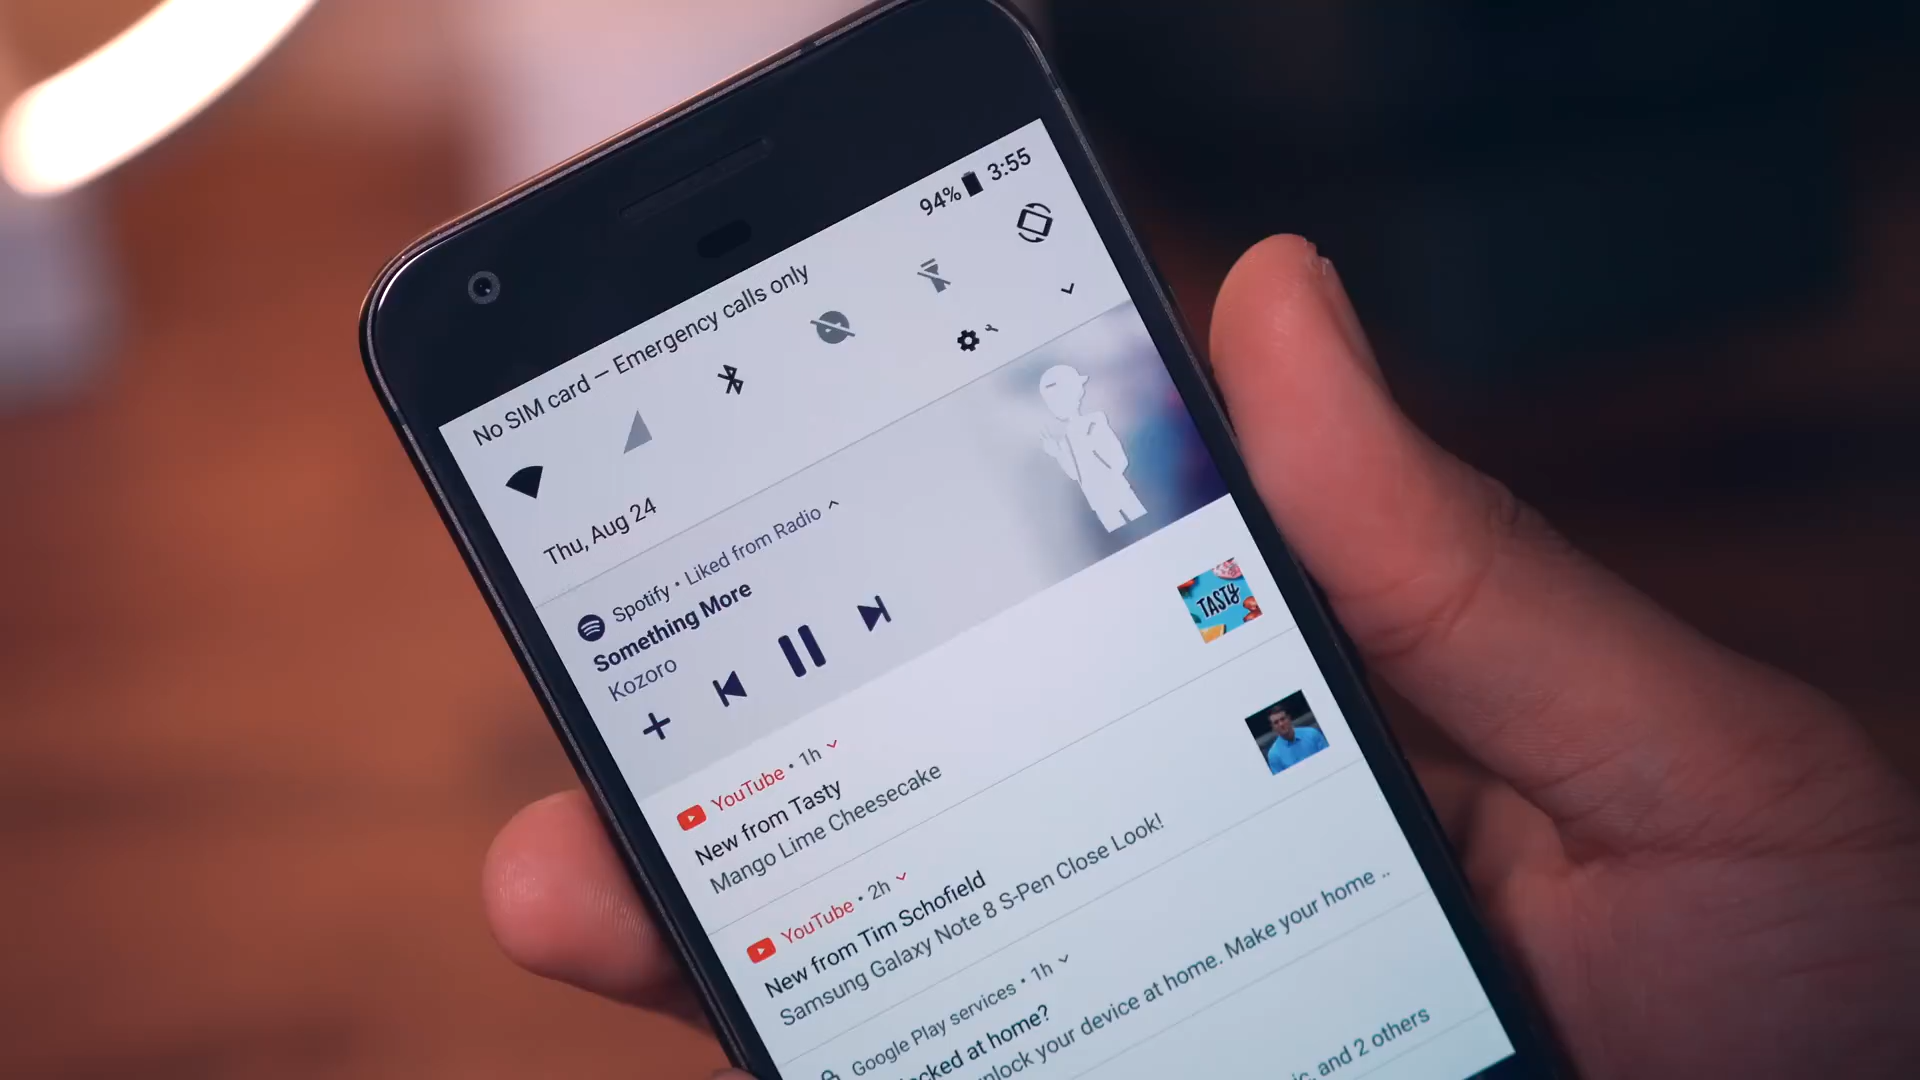 94% 3:55
No SIM card – Emergency calls only
Thu, Aug 24
Spotify • Liked from Radio
Something More
Kozoro
TASTY
YouTube • 1h
New from Tasty
Mango Lime Cheesecake
YouTube • 2h
New from Tim Schofield
Samsung Galaxy Note 8 S-Pen Close Look!
Google Play services • 1h
at home?
your device at home. Make your home ..
and 2 others